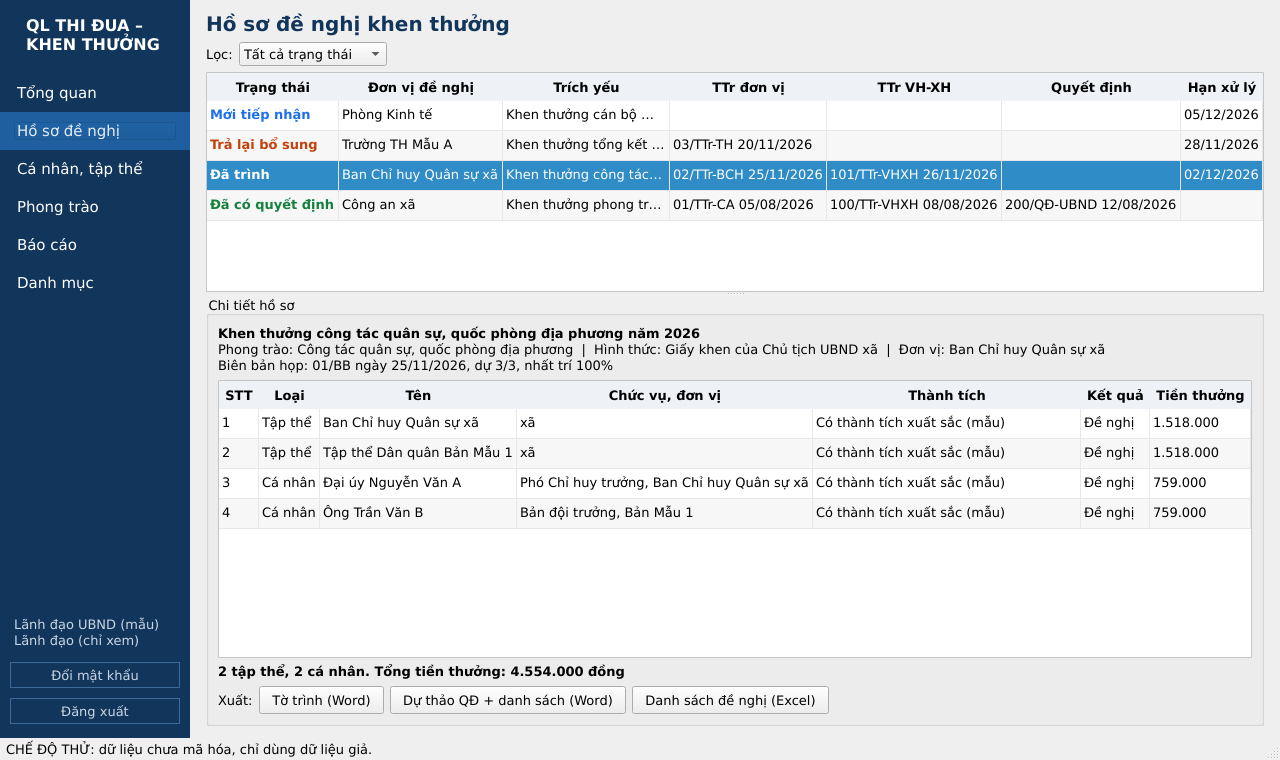 QL THI ĐUA –
KHEN THƯỞNG
Tổng quan
Hồ sơ đề nghị
Cá nhân, tập thể
Phong trào
Báo cáo
Danh mục
Lãnh đạo UBND (mẫu)
Lãnh đạo (chỉ xem)
Đổi mật khẩu
Đăng xuất
Hồ sơ đề nghị khen thưởng
Lọc: Tất cả trạng thái
Trạng thái Đơn vị đề nghị Trích yếu TTr đơn vị TTr VH-XH Quyết định Hạn xử lý
Mới tiếp nhận Phòng Kinh tế Khen thưởng cán bộ ... 05/12/2026
Trả lại bổ sung Trường TH Mẫu A Khen thưởng tổng kết ... 03/TTr-TH 20/11/2026 28/11/2026
Đã trình Ban Chỉ huy Quân sự xã Khen thưởng công tác... 02/TTr-BCH 25/11/2026 101/TTr-VHXH 26/11/2026 02/12/2026
Đã có quyết định Công an xã Khen thưởng phong tr... 01/TTr-CA 05/08/2026 100/TTr-VHXH 08/08/2026 200/QĐ-UBND 12/08/2026
Chi tiết hồ sơ
Khen thưởng công tác quân sự, quốc phòng địa phương năm 2026
Phong trào: Công tác quân sự, quốc phòng địa phương | Hình thức: Giấy khen của Chủ tịch UBND xã | Đơn vị: Ban Chỉ huy Quân sự xã
Biên bản họp: 01/BB ngày 25/11/2026, dự 3/3, nhất trí 100%
STT Loại Tên Chức vụ, đơn vị Thành tích Kết quả Tiền thưởng
1 Tập thể Ban Chỉ huy Quân sự xã xã Có thành tích xuất sắc (mẫu) Đề nghị 1.518.000
2 Tập thể Tập thể Dân quân Bản Mẫu 1 xã Có thành tích xuất sắc (mẫu) Đề nghị 1.518.000
3 Cá nhân Đại úy Nguyễn Văn A Phó Chỉ huy trưởng, Ban Chỉ huy Quân sự xã Có thành tích xuất sắc (mẫu) Đề nghị 759.000
4 Cá nhân Ông Trần Văn B Bản đội trưởng, Bản Mẫu 1 Có thành tích xuất sắc (mẫu) Đề nghị 759.000
2 tập thể, 2 cá nhân. Tổng tiền thưởng: 4.554.000 đồng
Xuất: Tờ trình (Word) Dự thảo QĐ + danh sách (Word) Danh sách đề nghị (Excel)
CHẾ ĐỘ THỬ: dữ liệu chưa mã hóa, chỉ dùng dữ liệu giả.